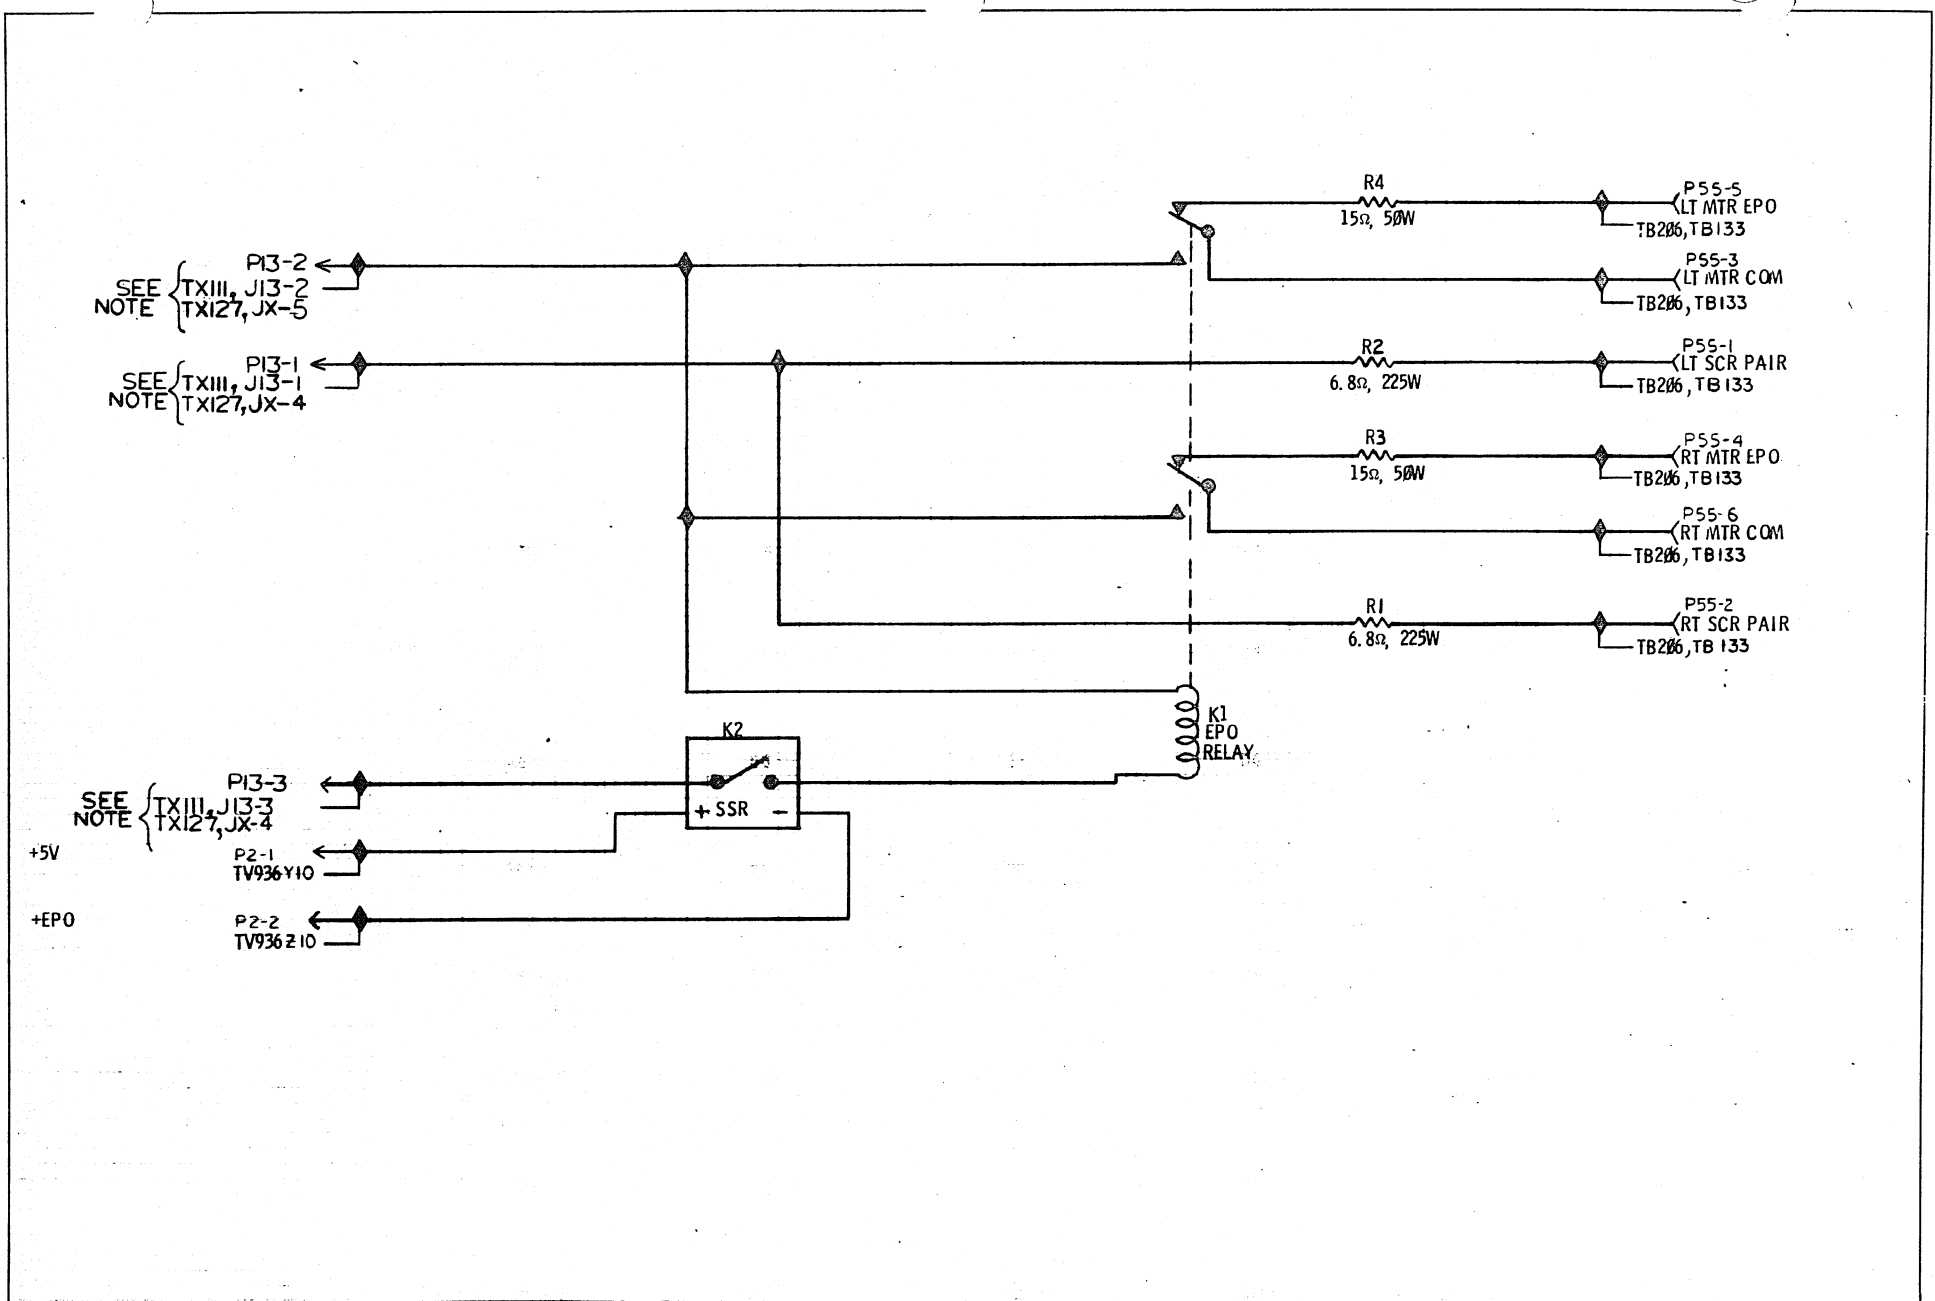 R4
15Ω, 50W
P55-5
LT MTR EPO
TB206, TB133
P13-2
SEE NOTE
TX111, J13-2
TX127, JX-5
P55-3
LT MTR COM
TB206, TB133
P13-1
SEE NOTE
TX111, J13-1
TX127, JX-4
R2
6.8Ω, 225W
P55-1
LT SCR PAIR
TB206, TB133
R3
15Ω, 50W
P55-4
RT MTR EPO
TB206, TB133
P55-6
RT MTR COM
TB206, TB133
R1
6.8Ω, 225W
P55-2
RT SCR PAIR
TB206, TB133
K1
EPO
RELAY
K2
+ SSR –
P13-3
SEE NOTE
TX111, J13-3
TX127, JX-4
+5V
P2-1
TV936Y10
+EPO
P2-2
TV936Z10